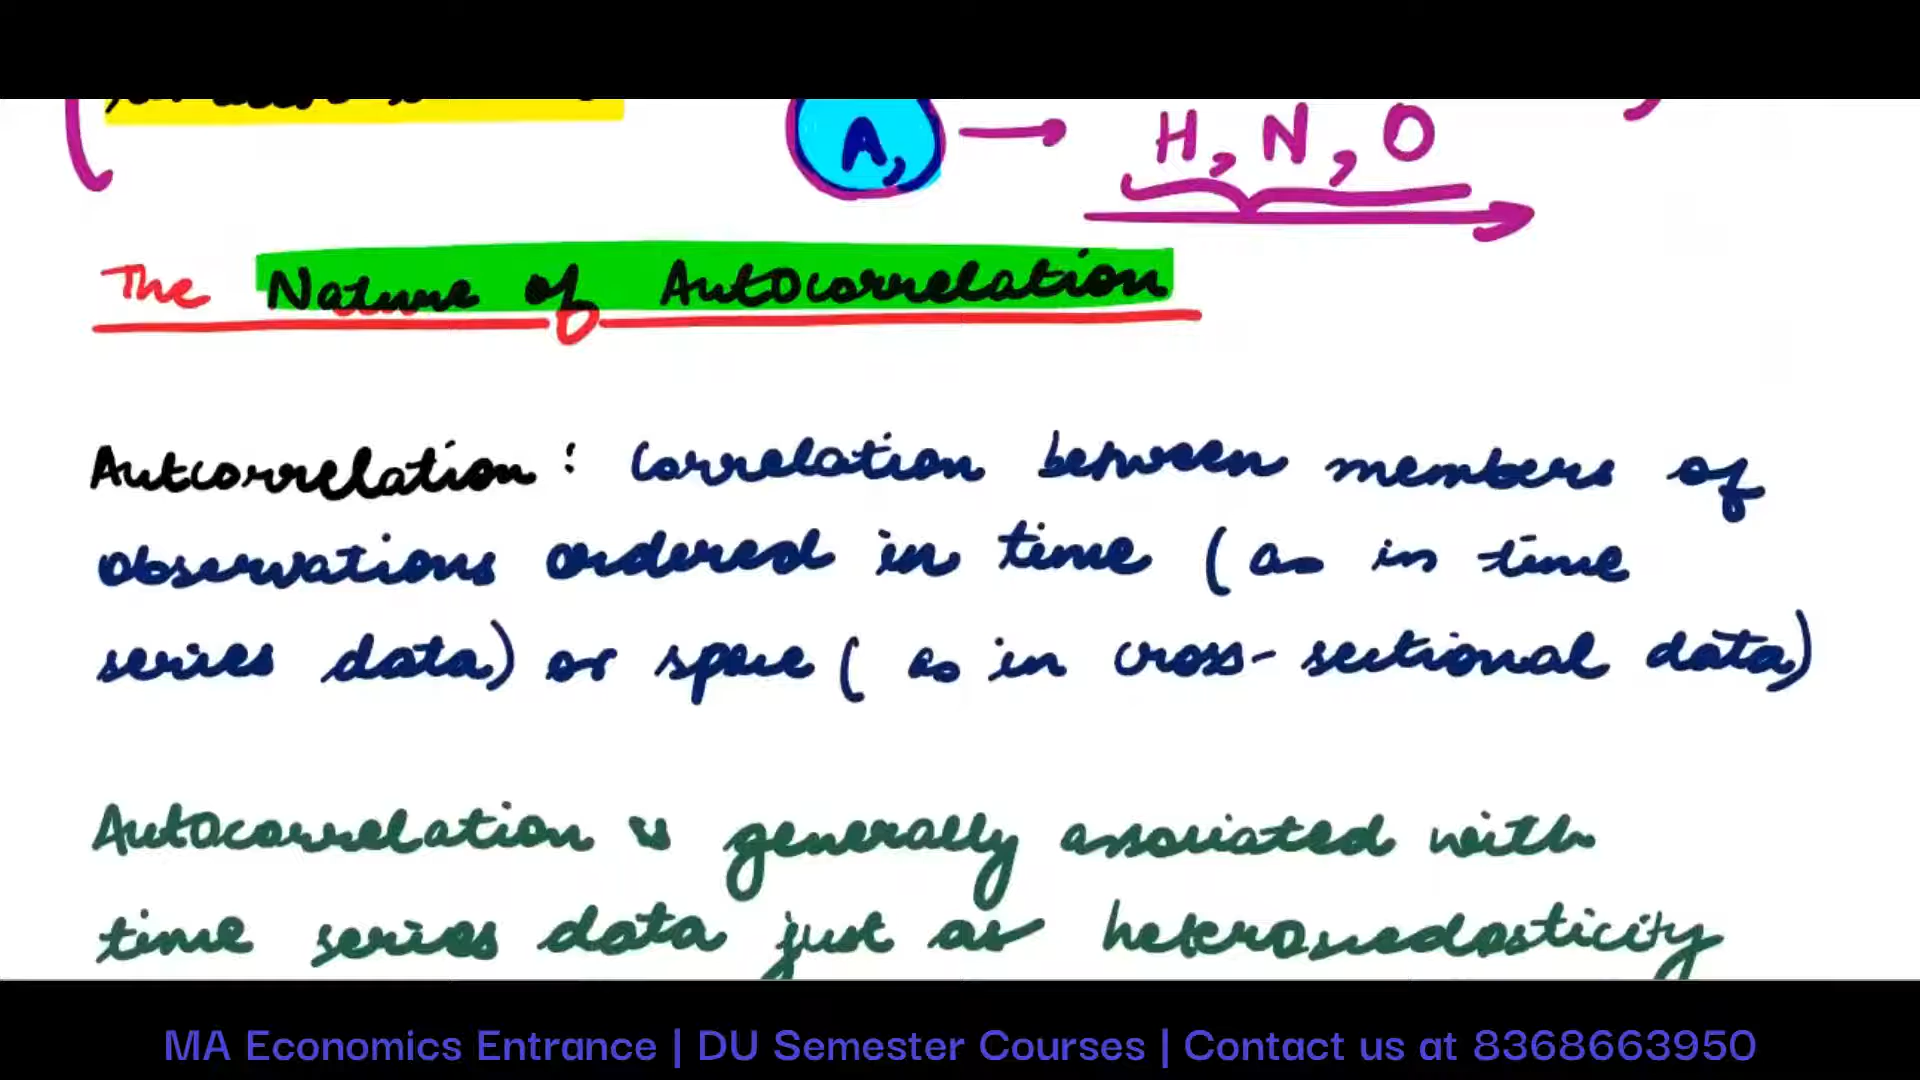 A, → H, N, O
The Nature of Autocorrelation
Autcorrelation : Correlation between members of
observations ordered in time ( as in time
series data) or space ( as in cross-sectional data)
Autocorrelation is generally associated with
time series data just as heteroscedasticity
MA Economics Entrance | DU Semester Courses | Contact us at 8368663950